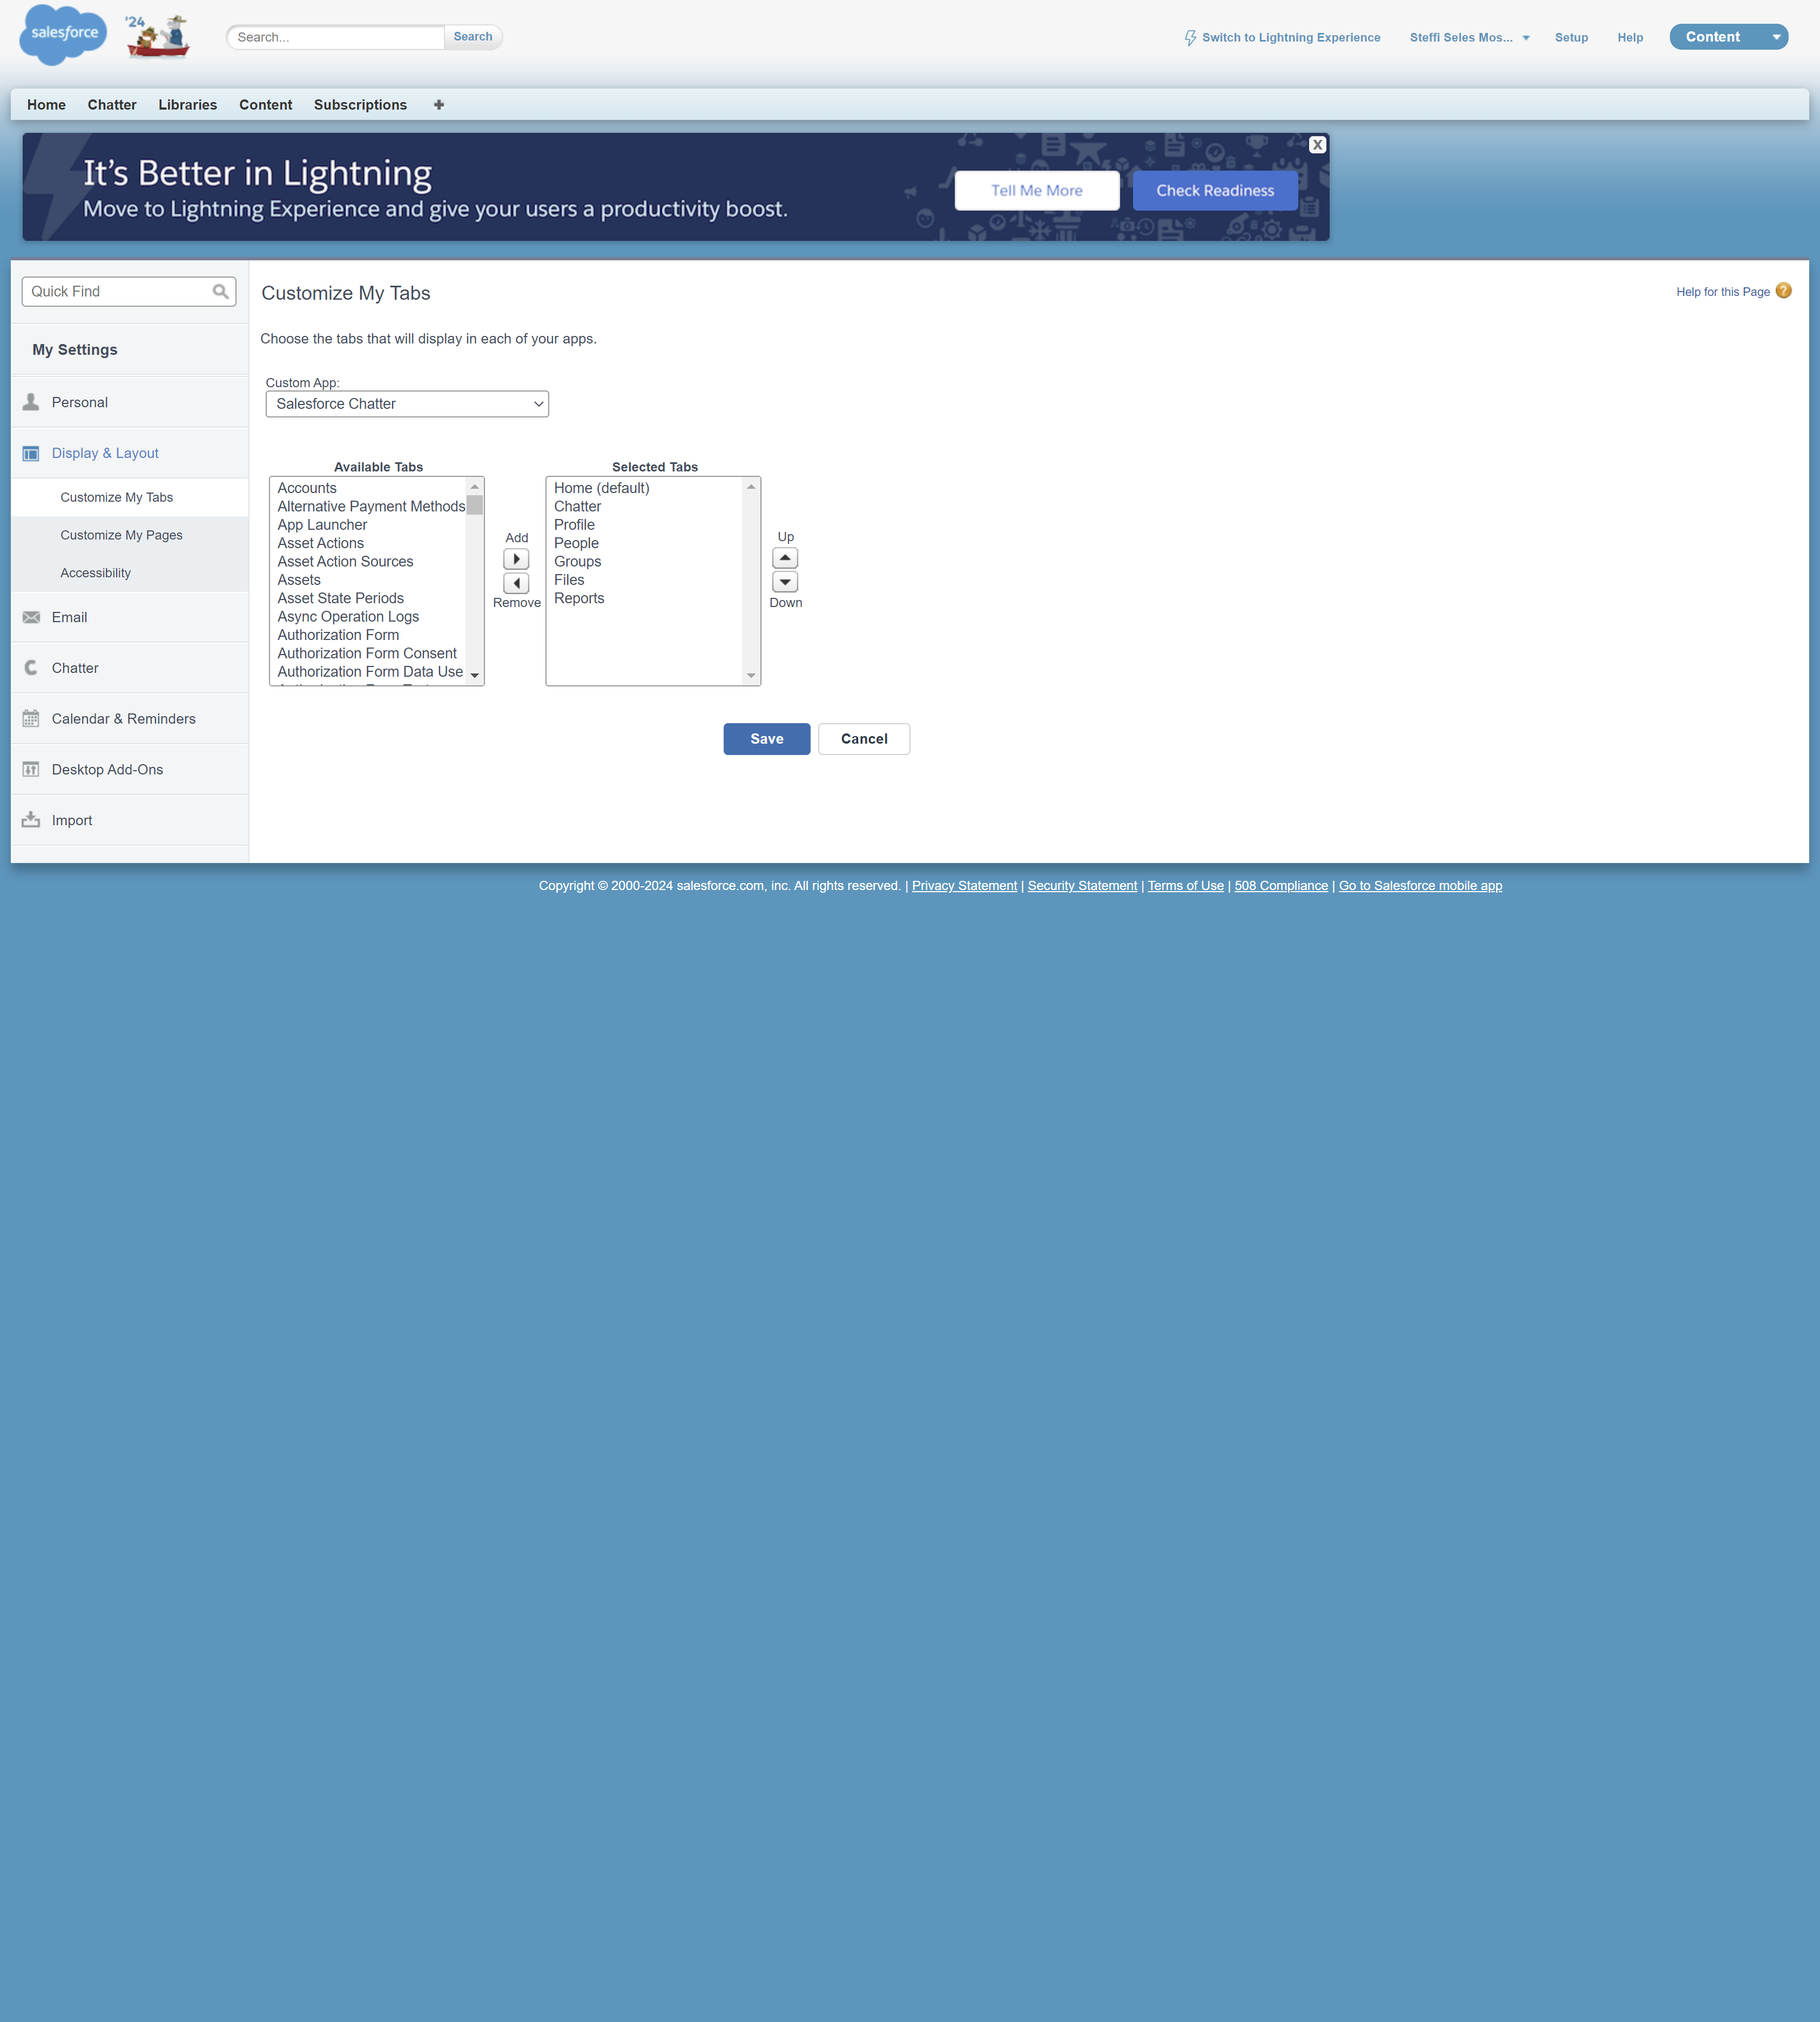 salesforce
'24
Search...
Search
Switch to Lightning Experience
Steffi Seles Mos...
Setup
Help
Content
Home
Chatter
Libraries
Content
Subscriptions
It's Better in Lightning
Move to Lightning Experience and give your users a productivity boost.
Tell Me More
Check Readiness
X
Quick Find
My Settings
Personal
Display & Layout
Customize My Tabs
Customize My Pages
Accessibility
Email
Chatter
Calendar & Reminders
Desktop Add-Ons
Import
Customize My Tabs
Help for this Page
?
Choose the tabs that will display in each of your apps.
Custom App:
Salesforce Chatter
Available Tabs
Accounts
Alternative Payment Methods
App Launcher
Asset Actions
Asset Action Sources
Assets
Asset State Periods
Async Operation Logs
Authorization Form
Authorization Form Consent
Authorization Form Data Use
Add
Remove
Selected Tabs
Home (default)
Chatter
Profile
People
Groups
Files
Reports
Up
Down
Save
Cancel
Copyright © 2000-2024 salesforce.com, inc. All rights reserved. | Privacy Statement | Security Statement | Terms of Use | 508 Compliance | Go to Salesforce mobile app